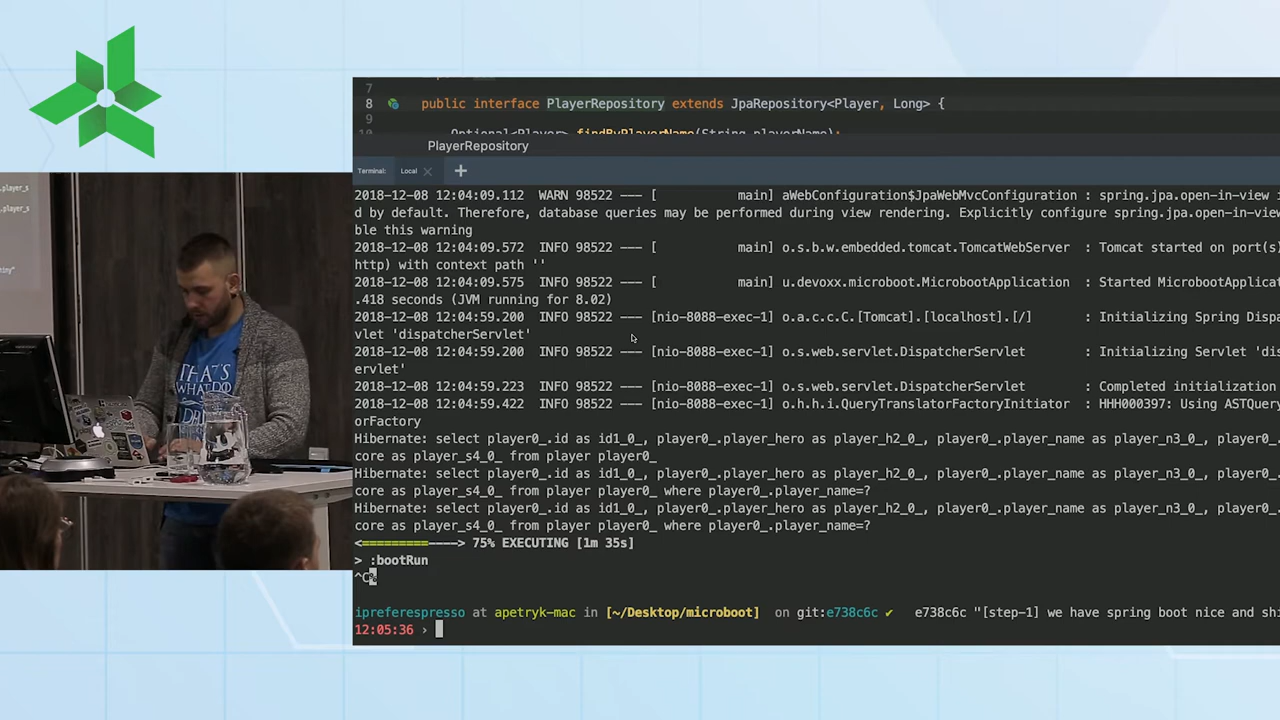 7
8 public interface PlayerRepository extends JpaRepository<Player, Long> {
9
10 Optional<Player> findByPlayerName(String playerName);
PlayerRepository
Terminal: Local × +
2018-12-08 12:04:09.112 WARN 98522 --- [ main] aWebConfiguration$JpaWebMvcConfiguration : spring.jpa.open-in-view i
d by default. Therefore, database queries may be performed during view rendering. Explicitly configure spring.jpa.open-in-view
ble this warning
2018-12-08 12:04:09.572 INFO 98522 --- [ main] o.s.b.w.embedded.tomcat.TomcatWebServer : Tomcat started on port(s)
http) with context path ''
2018-12-08 12:04:09.575 INFO 98522 --- [ main] u.devoxx.microboot.MicrobootApplication : Started MicrobootApplicat
.418 seconds (JVM running for 8.02)
2018-12-08 12:04:59.200 INFO 98522 --- [nio-8088-exec-1] o.a.c.c.C.[Tomcat].[localhost].[/] : Initializing Spring Dispa
vlet 'dispatcherServlet'
2018-12-08 12:04:59.200 INFO 98522 --- [nio-8088-exec-1] o.s.web.servlet.DispatcherServlet : Initializing Servlet 'dis
ervlet'
2018-12-08 12:04:59.223 INFO 98522 --- [nio-8088-exec-1] o.s.web.servlet.DispatcherServlet : Completed initialization
2018-12-08 12:04:59.422 INFO 98522 --- [nio-8088-exec-1] o.h.h.i.QueryTranslatorFactoryInitiator : HHH000397: Using ASTQuery
orFactory
Hibernate: select player0_.id as id1_0_, player0_.player_hero as player_h2_0_, player0_.player_name as player_n3_0_, player0_.
core as player_s4_0_ from player player0_
Hibernate: select player0_.id as id1_0_, player0_.player_hero as player_h2_0_, player0_.player_name as player_n3_0_, player0_.
core as player_s4_0_ from player player0_ where player0_.player_name=?
Hibernate: select player0_.id as id1_0_, player0_.player_hero as player_h2_0_, player0_.player_name as player_n3_0_, player0_.
core as player_s4_0_ from player player0_ where player0_.player_name=?
<=========----> 75% EXECUTING [1m 35s]
> :bootRun
^C%
ipreferespresso at apetryk-mac in [~/Desktop/microboot] on git:e738c6c ✔ e738c6c "[step-1] we have spring boot nice and shi
12:05:36 ›
.player_s
.player_s
THAT'S
WHAT I DO